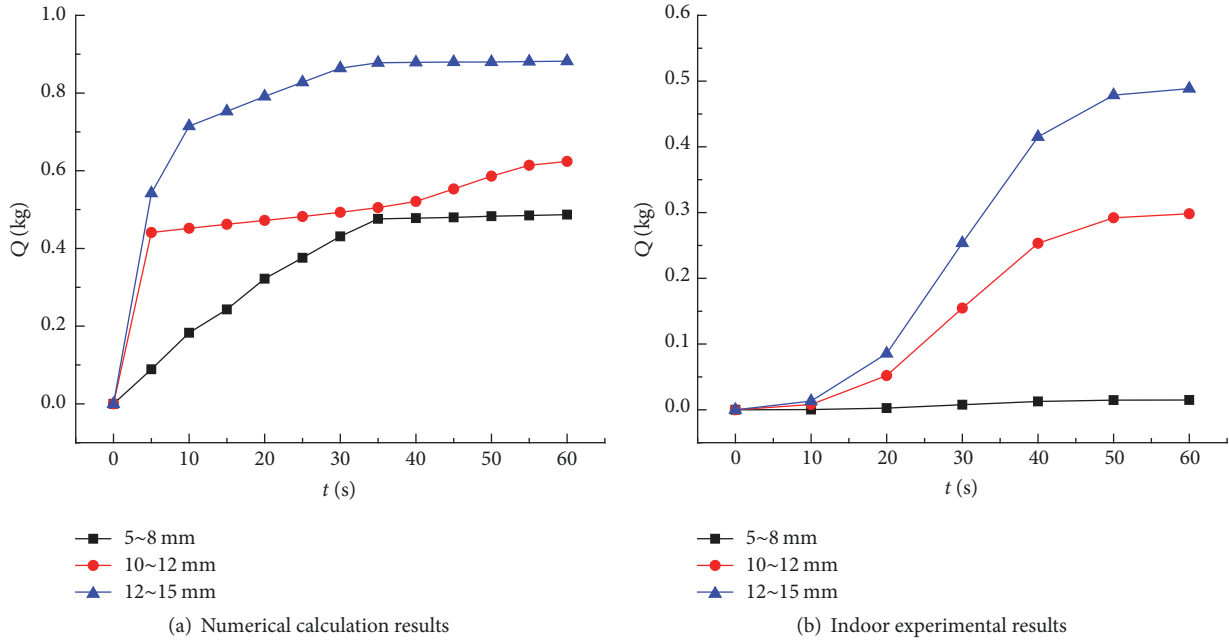 1.0
0.8
0.6
0.4
0.2
0.0
Q (kg)
0 10 20 30 40 50 60
t (s)
5~8 mm
10~12 mm
12~15 mm
(a) Numerical calculation results
0.6
0.5
0.4
0.3
0.2
0.1
0.0
Q (kg)
0 10 20 30 40 50 60
t (s)
5~8 mm
10~12 mm
12~15 mm
(b) Indoor experimental results